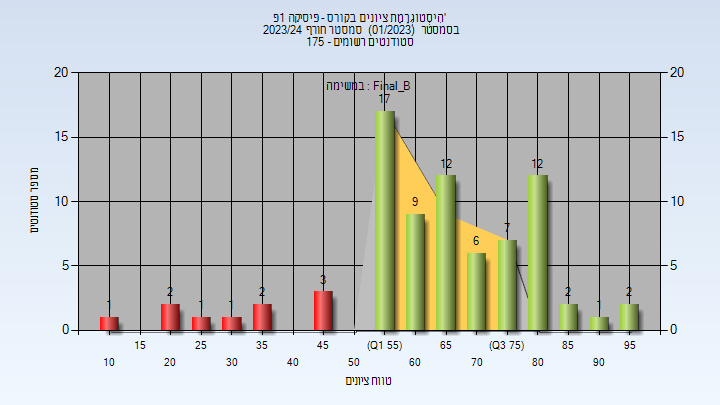 היסטוגרמת ציונים בקורס - פיסיקה 1פ'
בסמסטר (01/2023) סמסטר חורף 2023/24
סטודנטים רשומים - 175
במשימה : Final_B
מספר סטודנטים
20 20
15 15
10 10
5 5
0 0
17
12 12
9
7
6
3
2 2 2 2
1 1 1 1
15 25 35 45 (Q1 55) 65 (Q3 75) 85 95
10 20 30 40 50 60 70 80 90
טווח ציונים